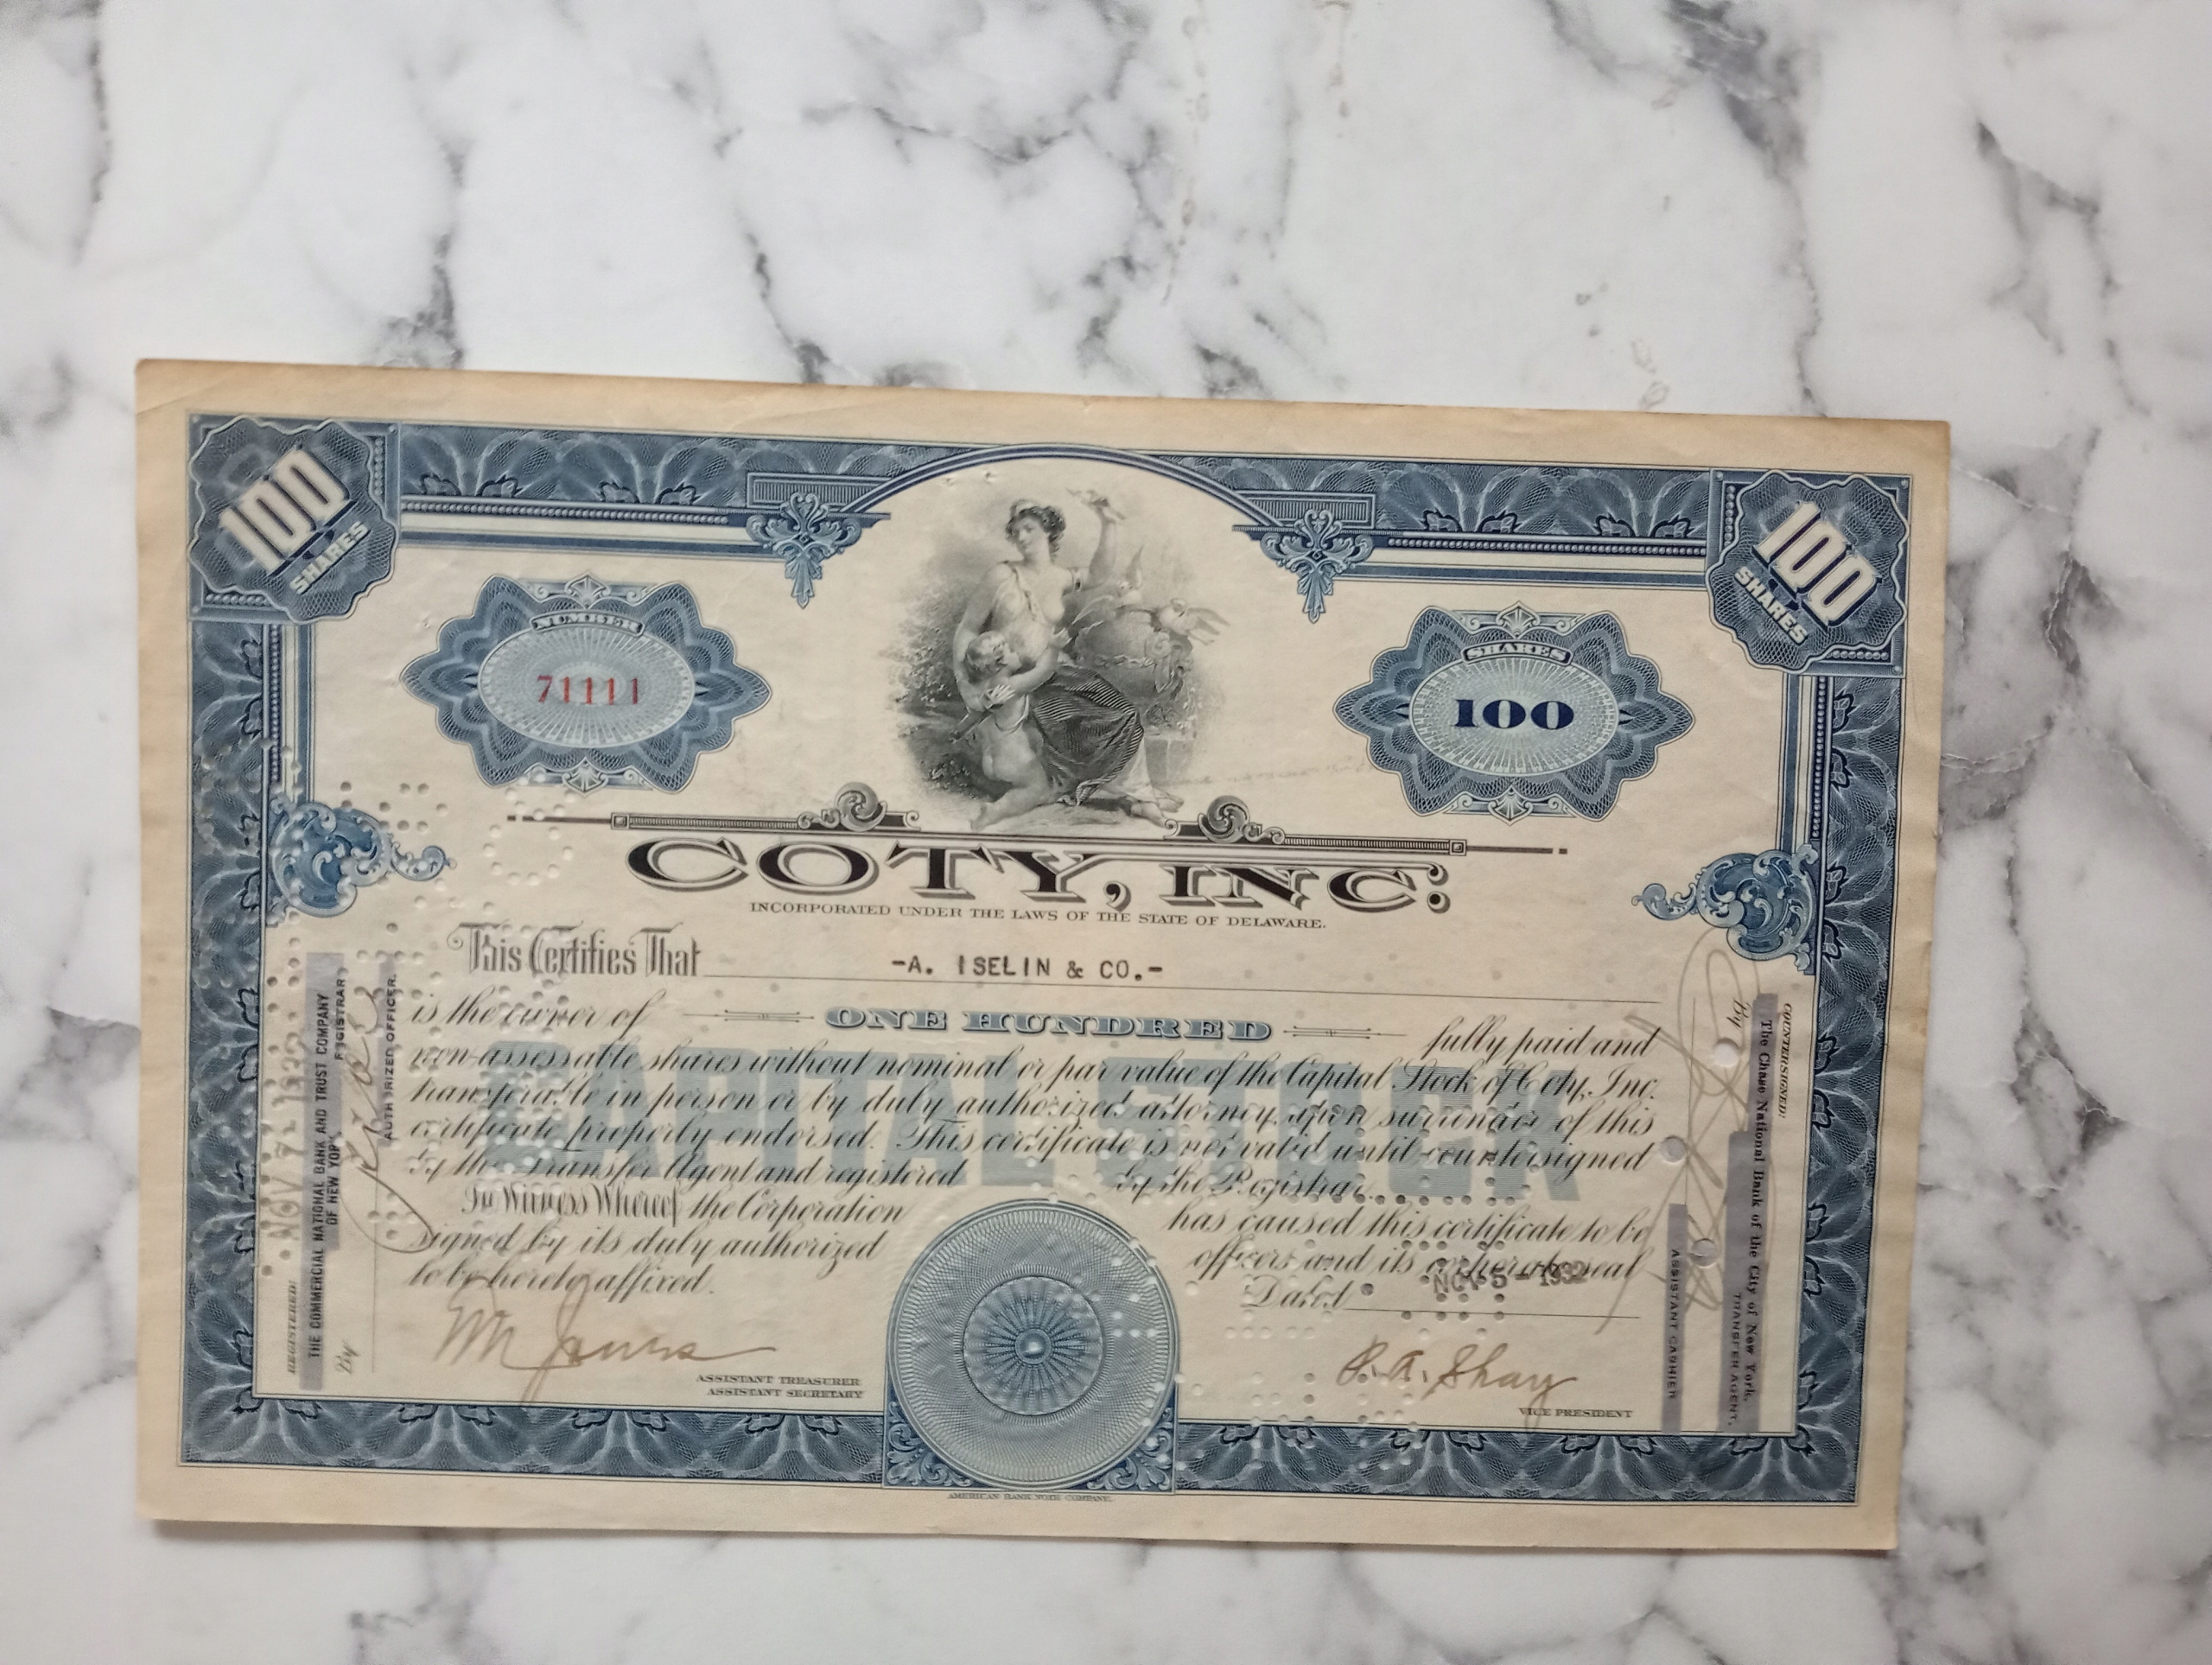 100
SHARES
100
SHARES
NUMBER
71111
SHARES
100
COTY, INC.
INCORPORATED UNDER THE LAWS OF THE STATE OF DELAWARE.
This Certifies That -A. ISELIN & CO.-
is the owner of ONE HUNDRED fully paid and
non-assessable shares without nominal or par value of the Capital Stock of Coty, Inc.
transferable in person or by duly authorized attorney, upon surrender of this
certificate properly endorsed. This certificate is not valid until countersigned
by the Transfer Agent and registered by the Registrar.
In Witness Whereof the Corporation has caused this certificate to be
signed by its duly authorized officers and its corporate seal
to be hereto affixed.
Dated NOV 5 - 1932
CAPITAL STOCK
ASSISTANT TREASURER
ASSISTANT SECRETARY
R. A. Shay
VICE PRESIDENT
AMERICAN BANK NOTE COMPANY.
REGISTERED:
THE COMMERCIAL NATIONAL BANK AND TRUST COMPANY
OF NEW YORK
REGISTRAR
By
AUTHORIZED OFFICER.
COUNTERSIGNED:
The Chase National Bank of the City of New York.
TRANSFER AGENT.
By
ASSISTANT CASHIER